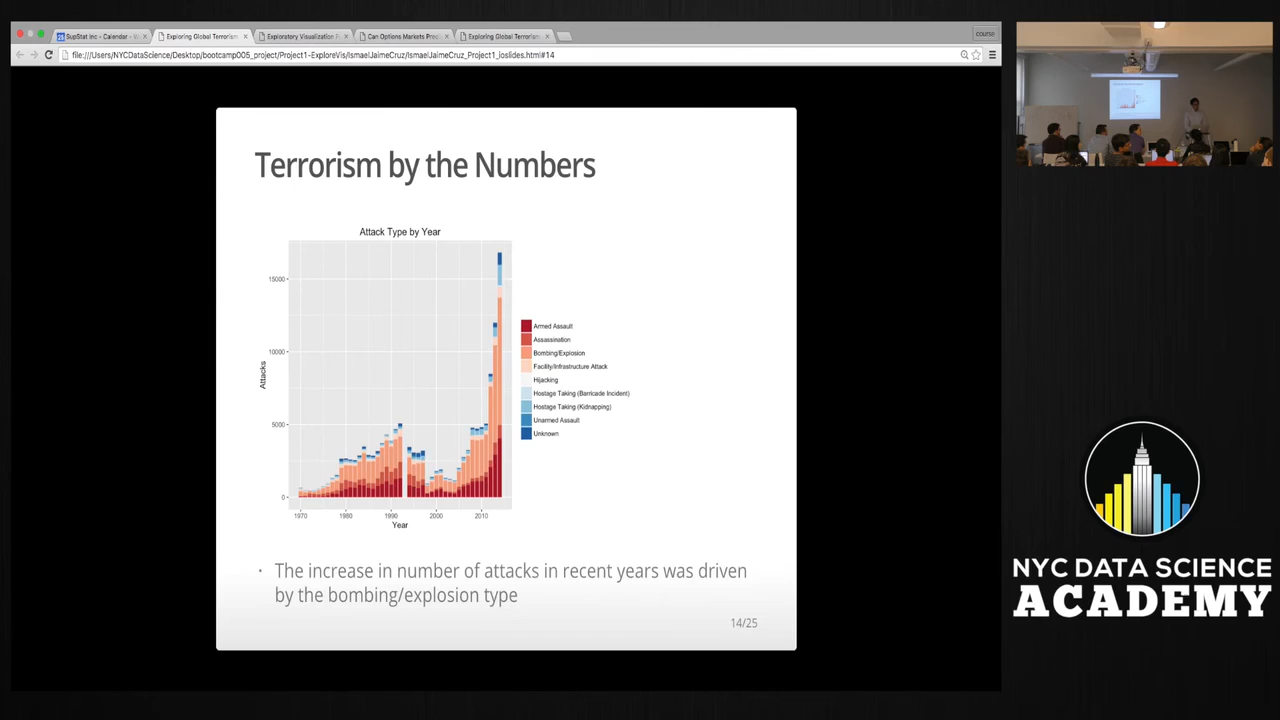 SupStat Inc - Calendar -
Exploring Global Terrorism
Exploratory Visualization
Can Options Markets
Exploring Global Terrorism
course
file:///Users/NYCDataScience/Desktop/bootcamp005_project/Project1-ExploreVis/IsmaelJaimeCruz/IsmaelJaimeCruz_Project1_ioslides.html#14
Terrorism by the Numbers
Attack Type by Year
15000
10000
5000
0
Attacks
1970
1980
1990
2000
2010
Year
Armed Assault
Assassination
Bombing/Explosion
Facility/Infrastructure Attack
Hijacking
Hostage Taking (Barricade Incident)
Hostage Taking (Kidnapping)
Unarmed Assault
Unknown
· The increase in number of attacks in recent years was driven
by the bombing/explosion type
14/25
NYC DATA SCIENCE
ACADEMY